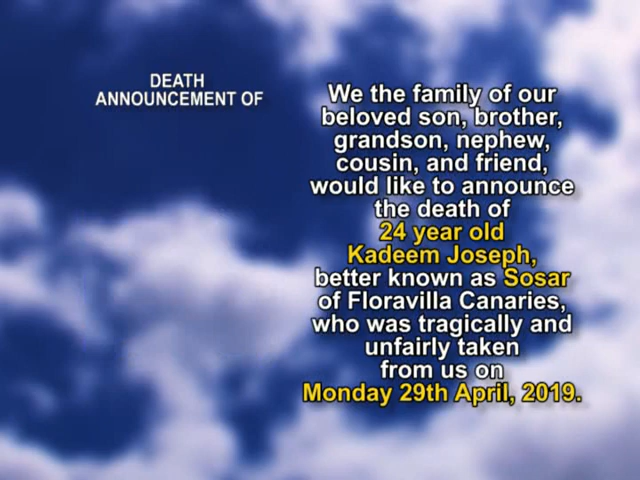 DEATH
ANNOUNCEMENT OF
We the family of our
beloved son, brother,
grandson, nephew,
cousin, and friend,
would like to announce
the death of
24 year old
Kadeem Joseph,
better known as Sosar
of Floravilla Canaries,
who was tragically and
unfairly taken
from us on
Monday 29th April, 2019.